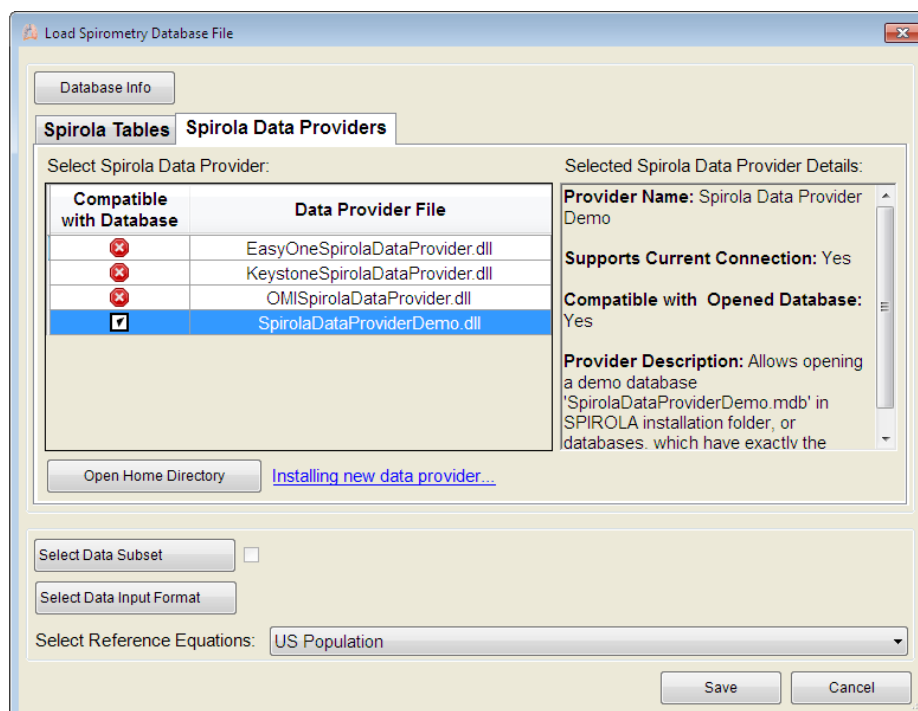 Load Spirometry Database File
Database Info
Spirola Tables
Spirola Data Providers
Select Spirola Data Provider:
Selected Spirola Data Provider Details:
Compatible
with Database
Data Provider File
EasyOneSpirolaDataProvider.dll
KeystoneSpirolaDataProvider.dll
OMISpirolaDataProvider.dll
SpirolaDataProviderDemo.dll
Provider Name: Spirola Data Provider
Demo
Supports Current Connection: Yes
Compatible with  Opened Database:
Yes
Provider Description: Allows opening
a demo database
'SpirolaDataProviderDemo.mdb' in
SPIROLA installation folder, or
databases, which have exactly the
Open Home Directory
Installing new data provider...
Select Data Subset
Select Data Input Format
Select Reference Equations:
US Population
Save
Cancel